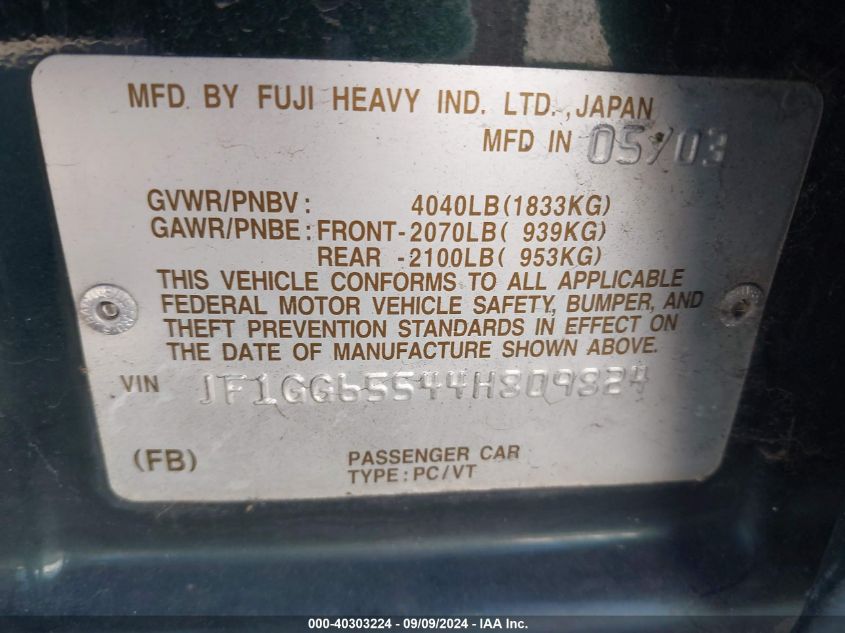 MFD BY FUJI HEAVY IND. LTD., JAPAN
MFD IN 05/03
GVWR/PNBV: 4040LB(1833KG)
GAWR/PNBE: FRONT-2070LB( 939KG)
REAR -2100LB( 953KG)
THIS VEHICLE CONFORMS TO ALL APPLICABLE
FEDERAL MOTOR VEHICLE SAFETY, BUMPER, AND
THEFT PREVENTION STANDARDS IN EFFECT ON
THE DATE OF MANUFACTURE SHOWN ABOVE.
VIN JF1GG65544H809824
(FB) PASSENGER CAR
TYPE: PC/VT
000-40303224 - 09/09/2024 - IAA Inc.